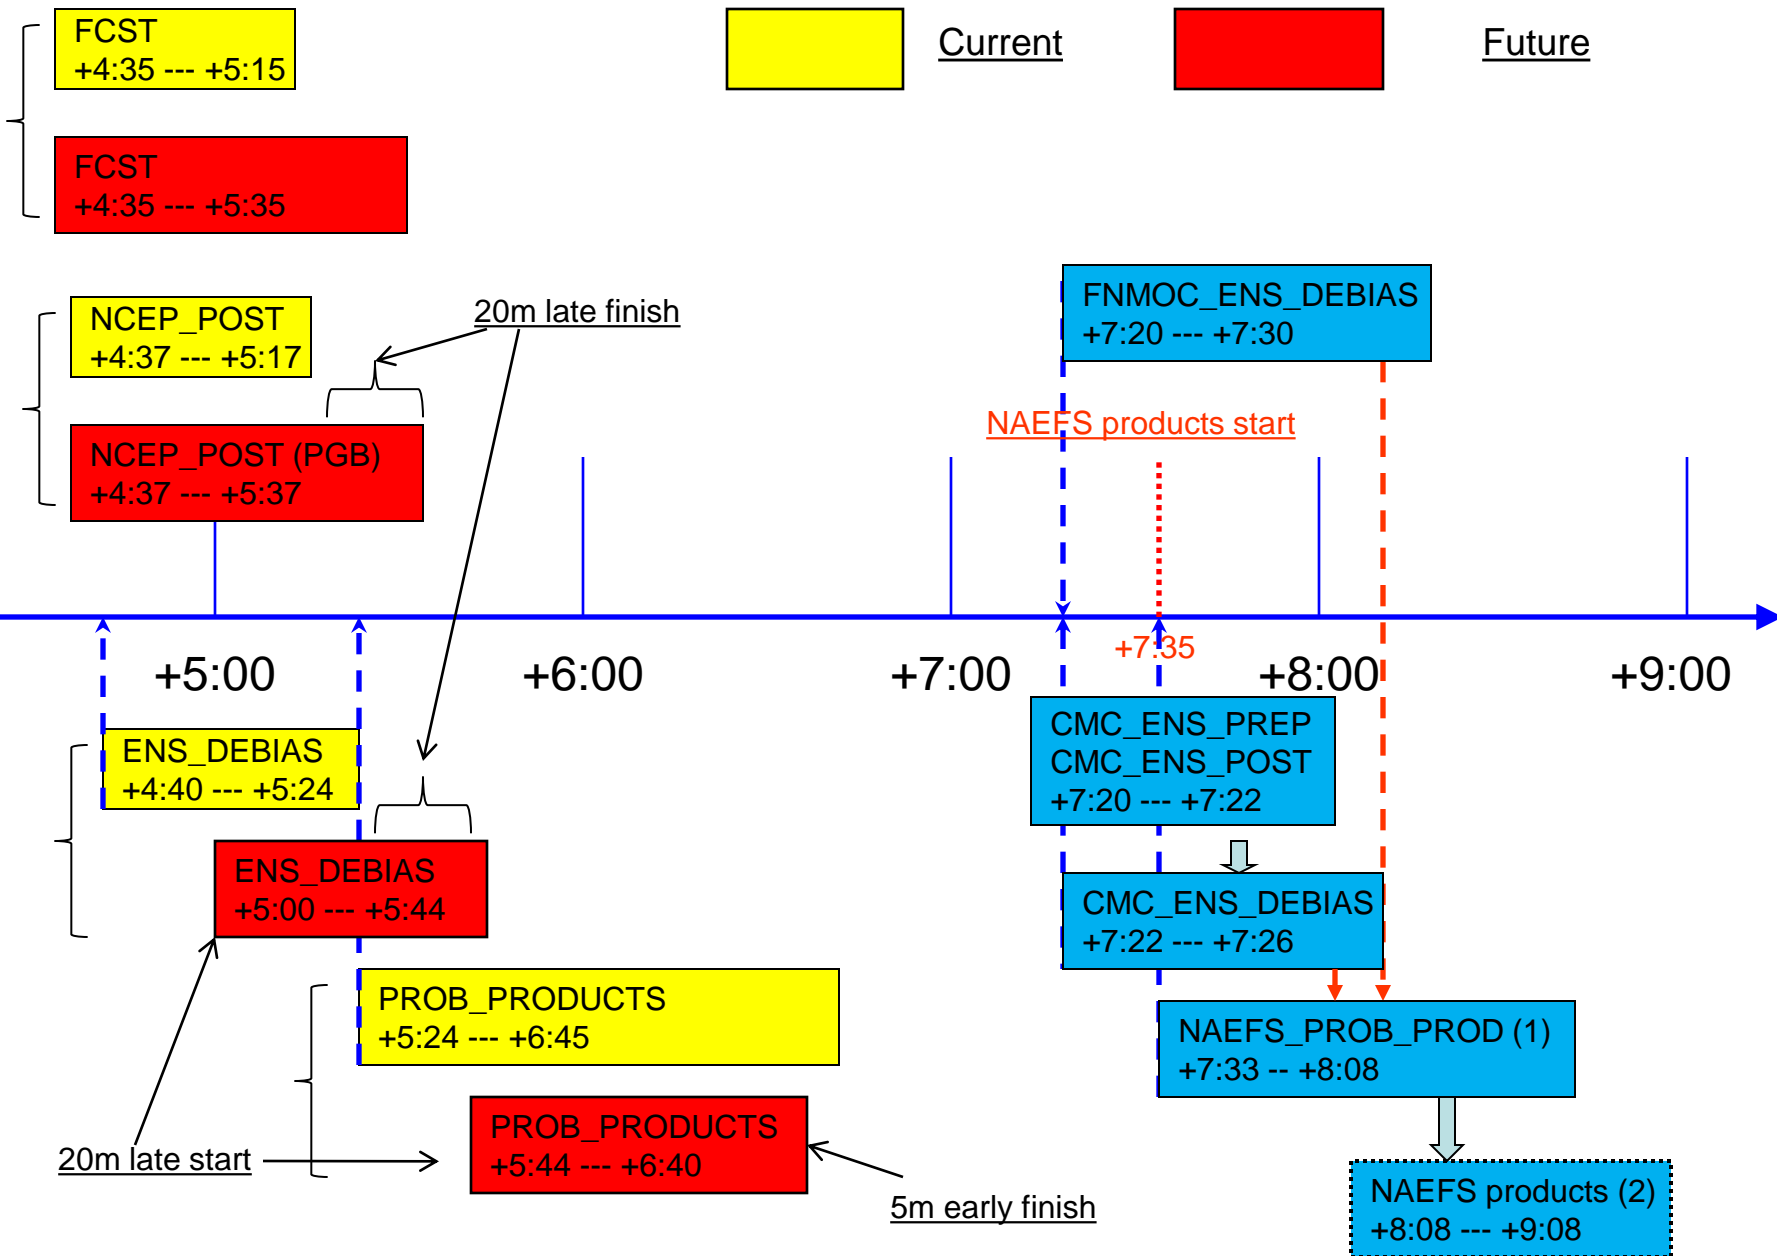 FCST
+4:35 --- +5:15
Current
Future
FCST
+4:35 --- +5:35
NCEP_POST
+4:37 --- +5:17
20m late finish
FNMOC_ENS_DEBIAS
+7:20 --- +7:30
NAEFS products start
NCEP_POST (PGB)
+4:37 --- +5:37
+7:35
+5:00
+6:00
+7:00
+8:00
+9:00
ENS_DEBIAS
+4:40 --- +5:24
CMC_ENS_PREP
CMC_ENS_POST
+7:20 --- +7:22
ENS_DEBIAS
+5:00 --- +5:44
CMC_ENS_DEBIAS
+7:22 --- +7:26
PROB_PRODUCTS
+5:24 --- +6:45
NAEFS_PROB_PROD (1)
+7:33 -- +8:08
PROB_PRODUCTS
+5:44 --- +6:40
20m late start
5m early finish
NAEFS products (2)
+8:08 --- +9:08